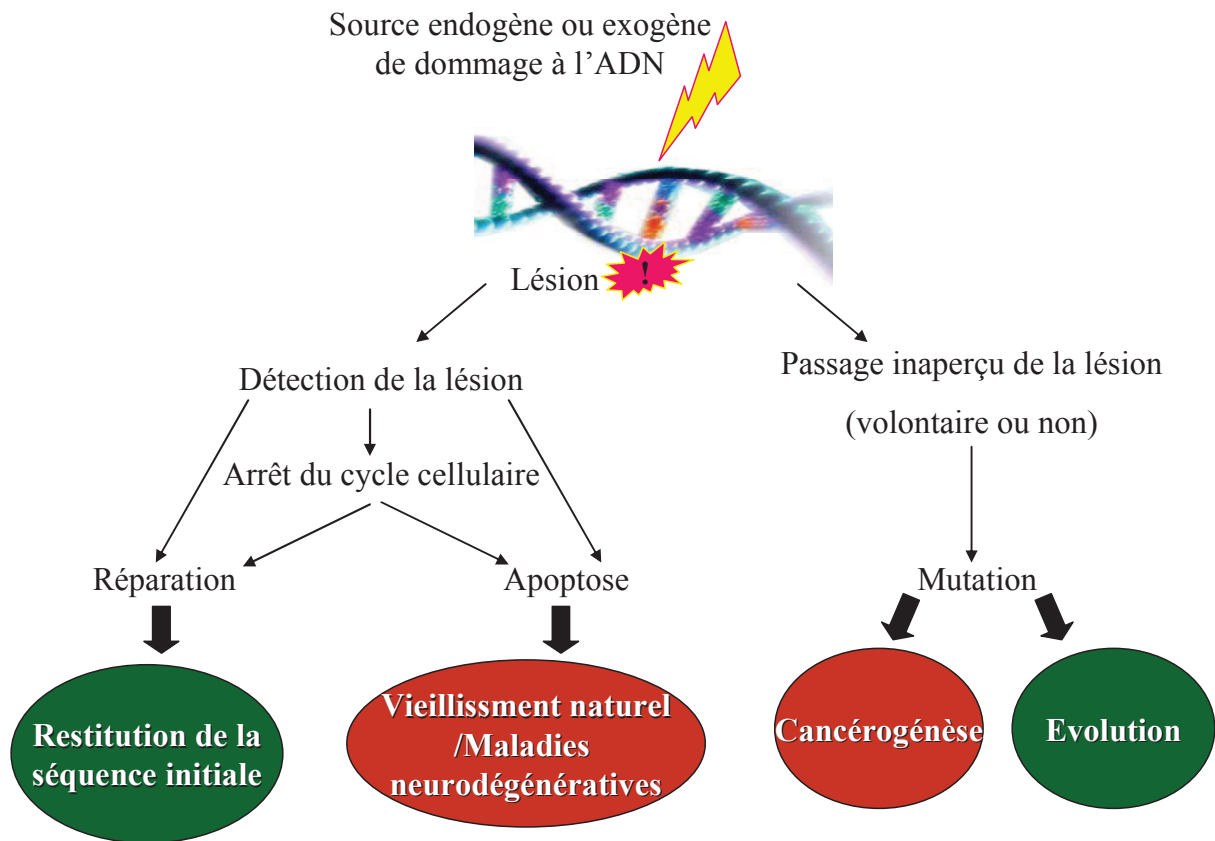 Source endogène ou exogène
de dommage à l’ADN
Lésion !
Détection de la lésion
Passage inaperçu de la lésion
(volontaire ou non)
Arrêt du cycle cellulaire
Réparation
Apoptose
Mutation
Restitution de la
séquence initiale
Vieillissment naturel
/Maladies
neurodégénératives
Cancérogénèse
Evolution